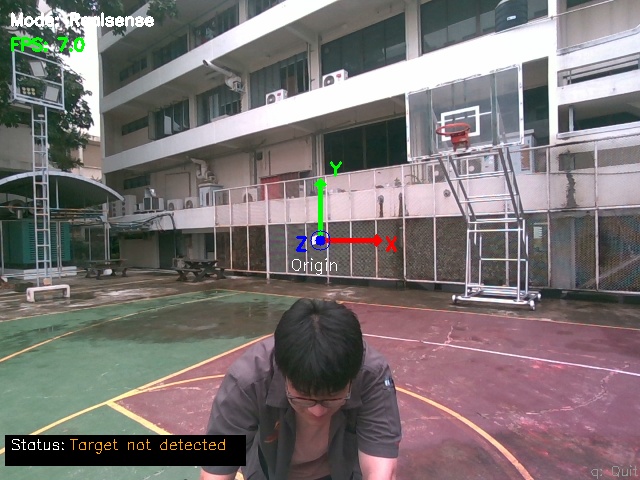 Mode: Realsense
FPS: 7.0
Y
Z X
Origin
Status: Target not detected
q: Quit